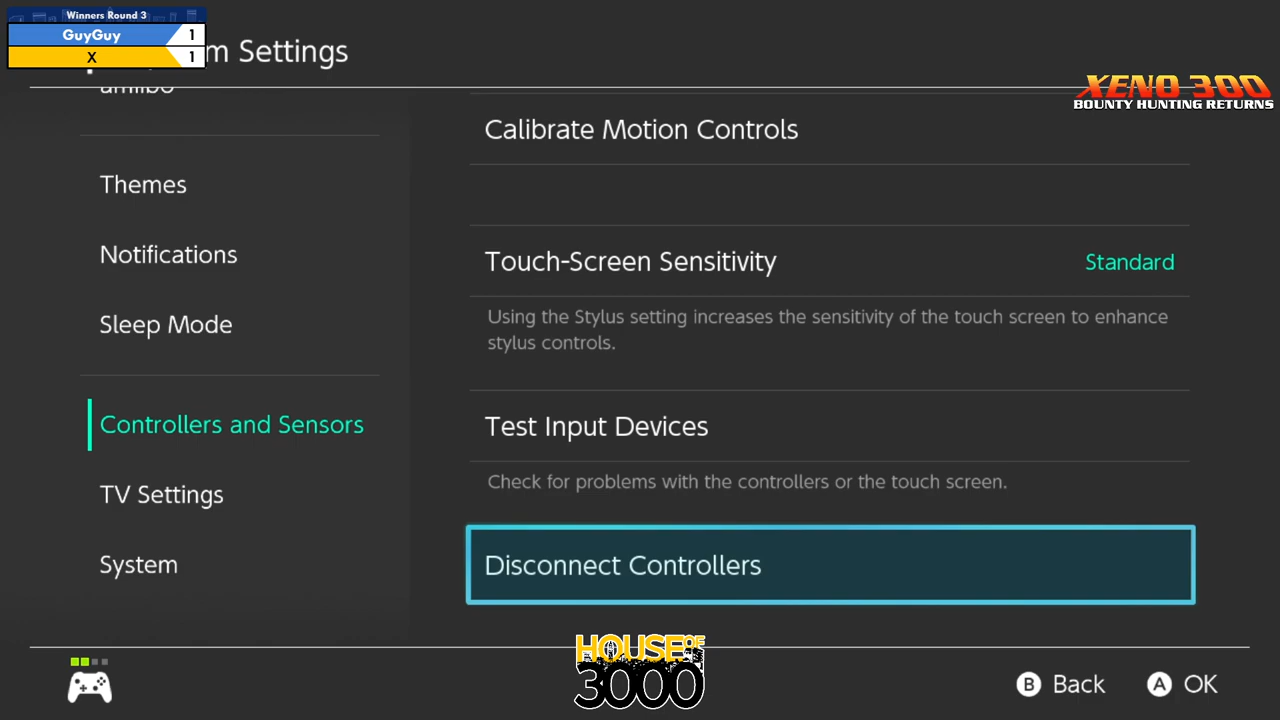 Winners Round 3
GuyGuy 1
X 1
m Settings
XENO 300
BOUNTY HUNTING RETURNS
amiibo
Themes
Notifications
Sleep Mode
Controllers and Sensors
TV Settings
System
Calibrate Motion Controls
Touch-Screen Sensitivity Standard
Using the Stylus setting increases the sensitivity of the touch screen to enhance
stylus controls.
Test Input Devices
Check for problems with the controllers or the touch screen.
Disconnect Controllers
HOUSE OF
3000
B Back A OK